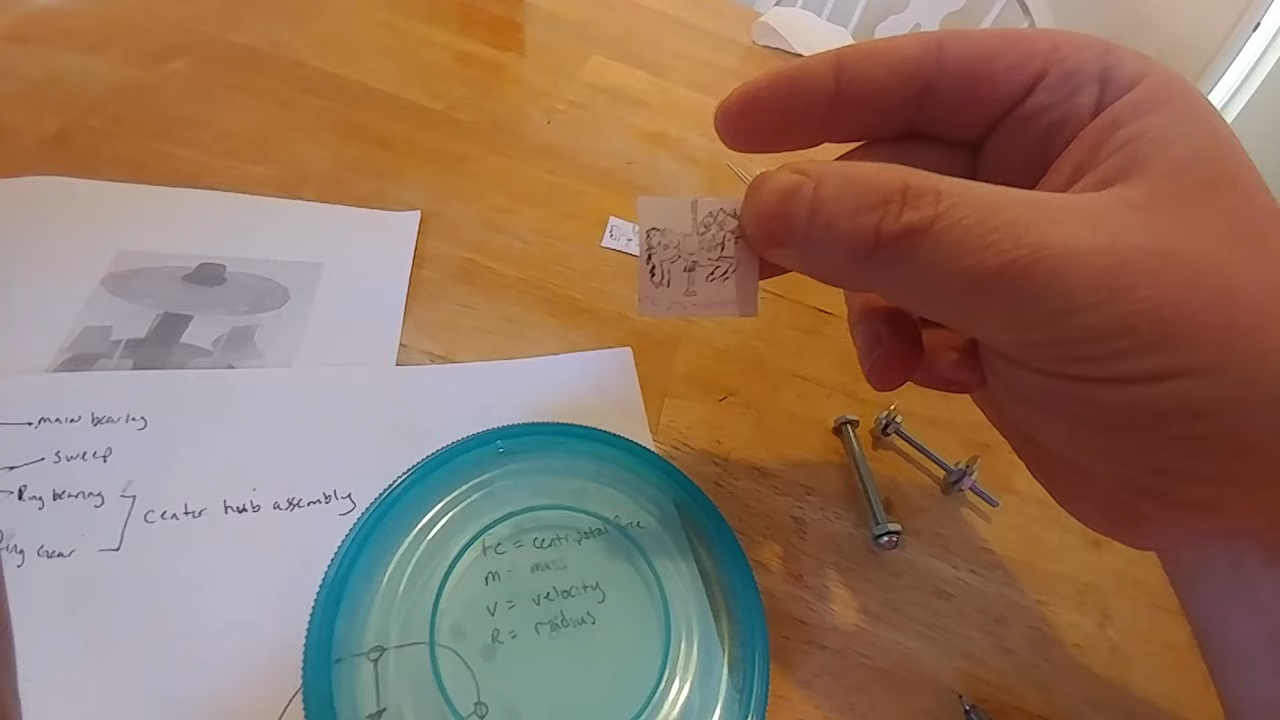 main bearing
sweep
Ring bearing
center hub assembly
Gear
Fc = centripetal force
m = mass
v = velocity
R = radius